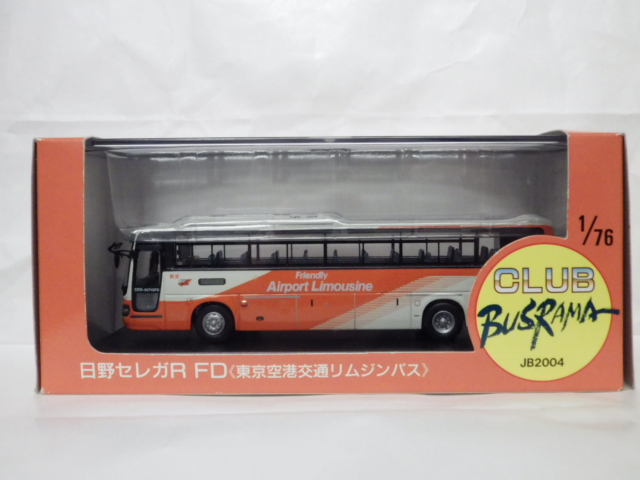 1/76
CLUB
BUSRAMA
JB2004
Friendly
Airport Limousine
日野セレガR FD《東京空港交通リムジンバス》